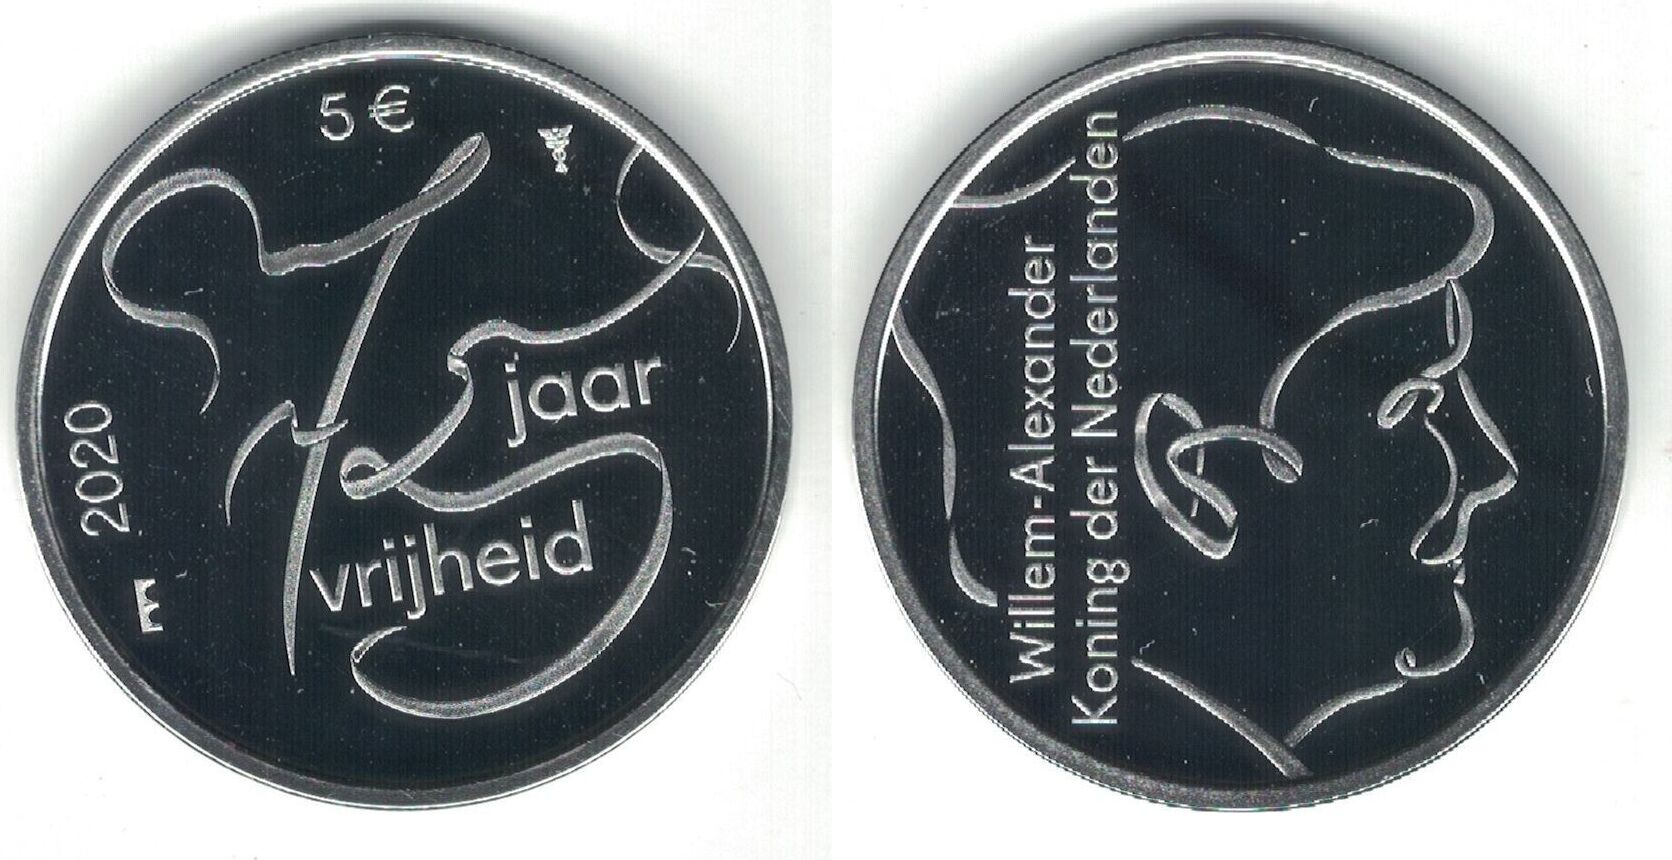 5 €
75
jaar
vrijheid
2020
Willem-Alexander
Koning der Nederlanden